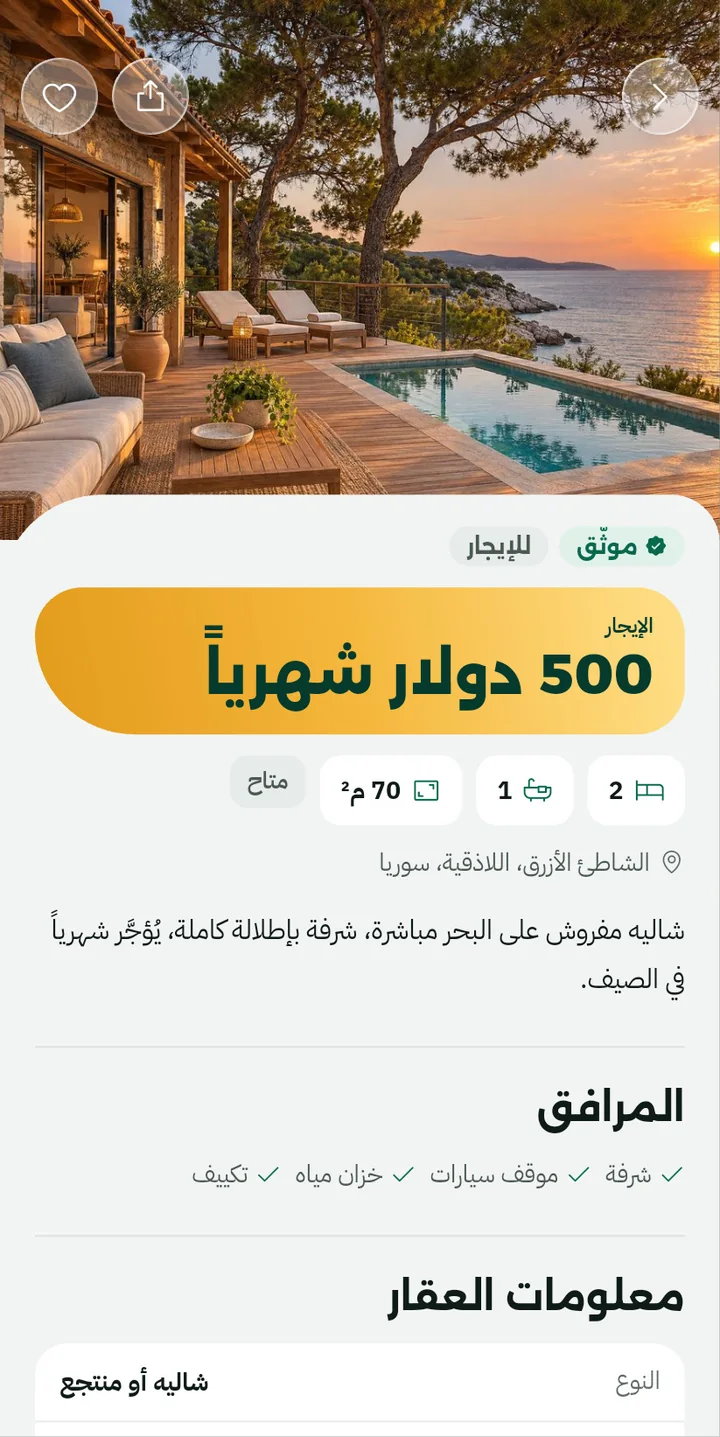 موثّق
للإيجار
الإيجار
500 دولار شهرياً
2
1
70 م²
متاح
الشاطئ الأزرق، اللاذقية، سوريا
شاليه مفروش على البحر مباشرة، شرفة بإطلالة كاملة، يُؤجَّر شهرياً
في الصيف.
المرافق
شرفة
موقف سيارات
خزان مياه
تكييف
معلومات العقار
النوع
شاليه أو منتجع